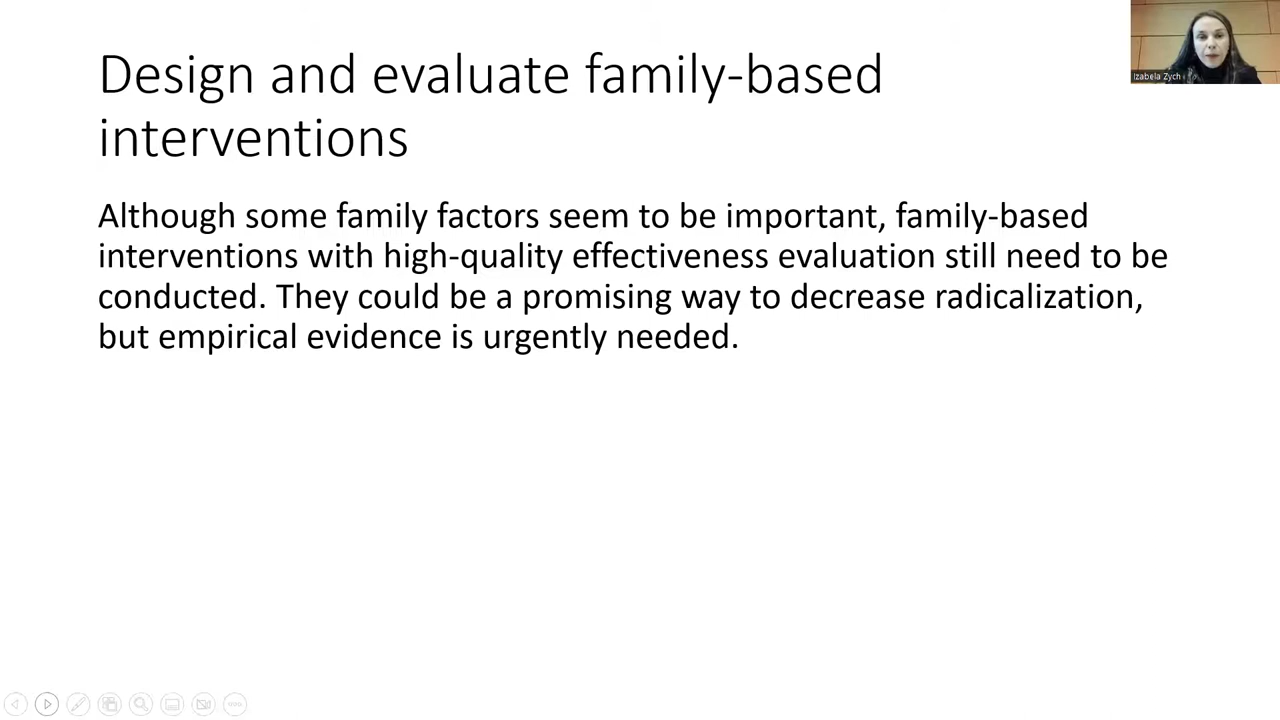 Design and evaluate family-based
interventions
Izabela Zych
Although some family factors seem to be important, family-based
interventions with high-quality effectiveness evaluation still need to be
conducted. They could be a promising way to decrease radicalization,
but empirical evidence is urgently needed.